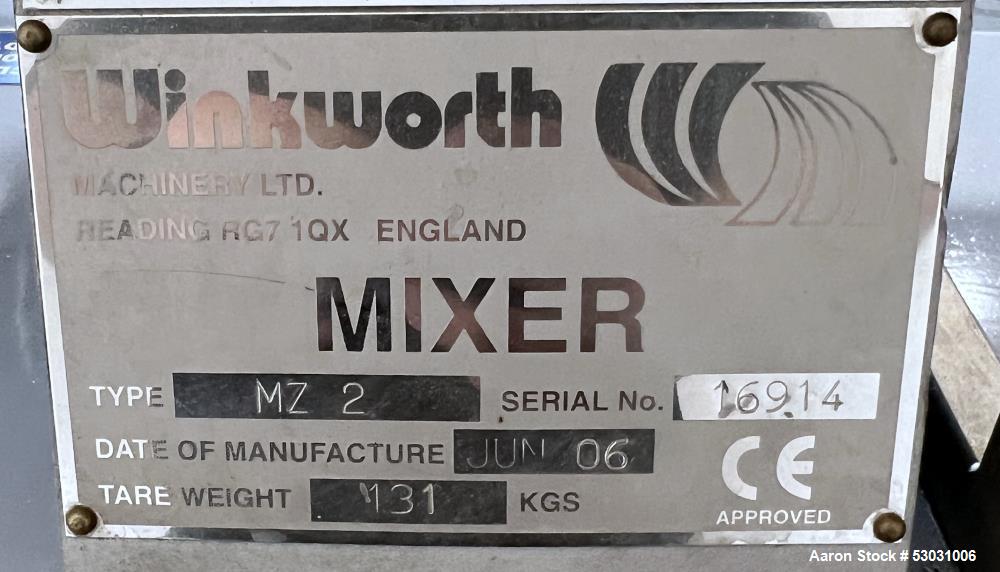 Winkworth
MACHINERY LTD.
READING RG7 1QX ENGLAND
MIXER
TYPE MZ 2 SERIAL No. 16914
DATE OF MANUFACTURE JUN 06
TARE WEIGHT 131 KGS
CE
APPROVED
Aaron Stock # 53031006